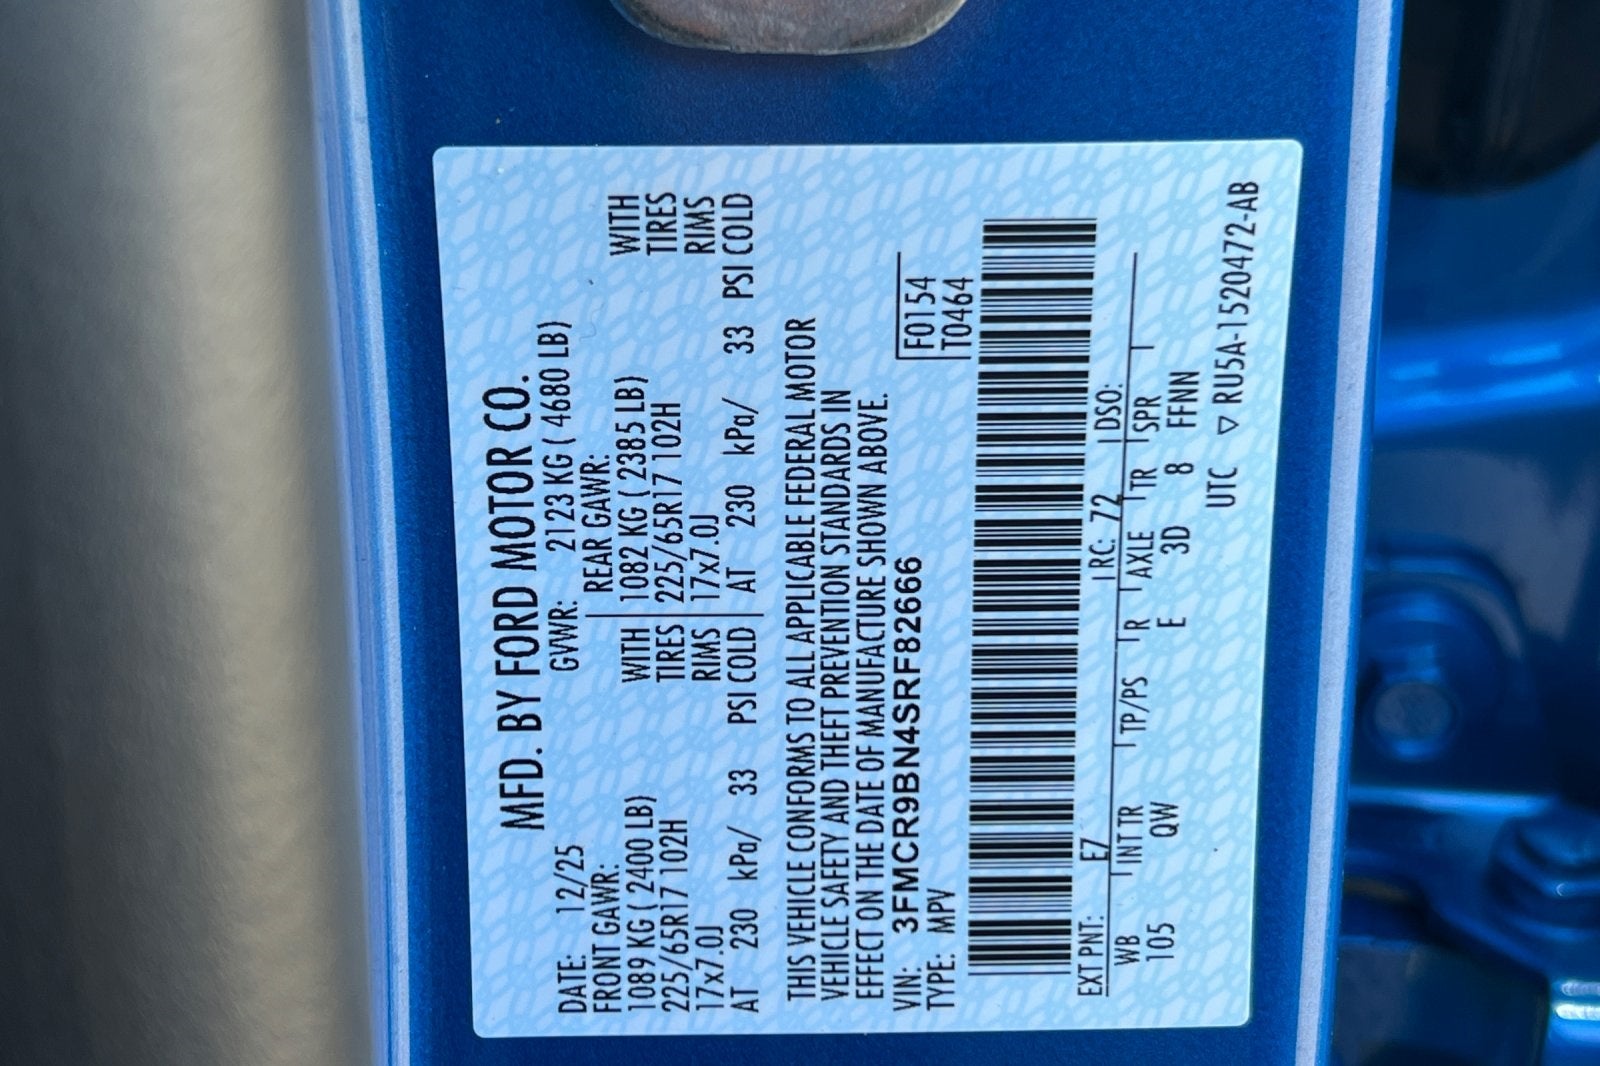 MFD. BY FORD MOTOR CO.
DATE: 12/25 GVWR: 2123 KG ( 4680 LB)
FRONT GAWR: REAR GAWR:
1089 KG ( 2400 LB) WITH 1082 KG ( 2385 LB) WITH
225/65R17 102H TIRES 225/65R17 102H TIRES
17x7.0J RIMS 17x7.0J RIMS
AT 230 kPa/ 33 PSI COLD AT 230 kPa/ 33 PSI COLD
THIS VEHICLE CONFORMS TO ALL APPLICABLE FEDERAL MOTOR
VEHICLE SAFETY AND THEFT PREVENTION STANDARDS IN
EFFECT ON THE DATE OF MANUFACTURE SHOWN ABOVE.
VIN: 3FMCR9BN4SRF82666 F0154
TYPE: MPV T0464
EXT PNT: E7 RC: 72 DSO:
WB INT TR TP/PS R AXLE TR SPR
105 QW E 3D 8 FFNN
UTC ▽ RU5A-1520472-AB